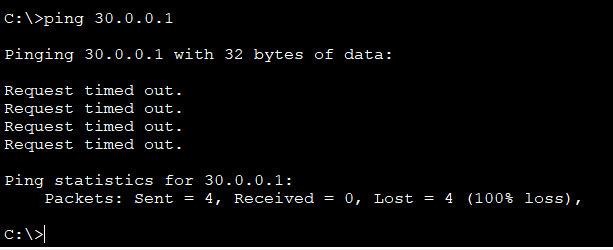 C:\>ping 30.0.0.1
Pinging 30.0.0.1 with 32 bytes of data:
Request timed out.
Request timed out.
Request timed out.
Request timed out.
Ping statistics for 30.0.0.1:
    Packets: Sent = 4, Received = 0, Lost = 4 (100% loss),
C:\>